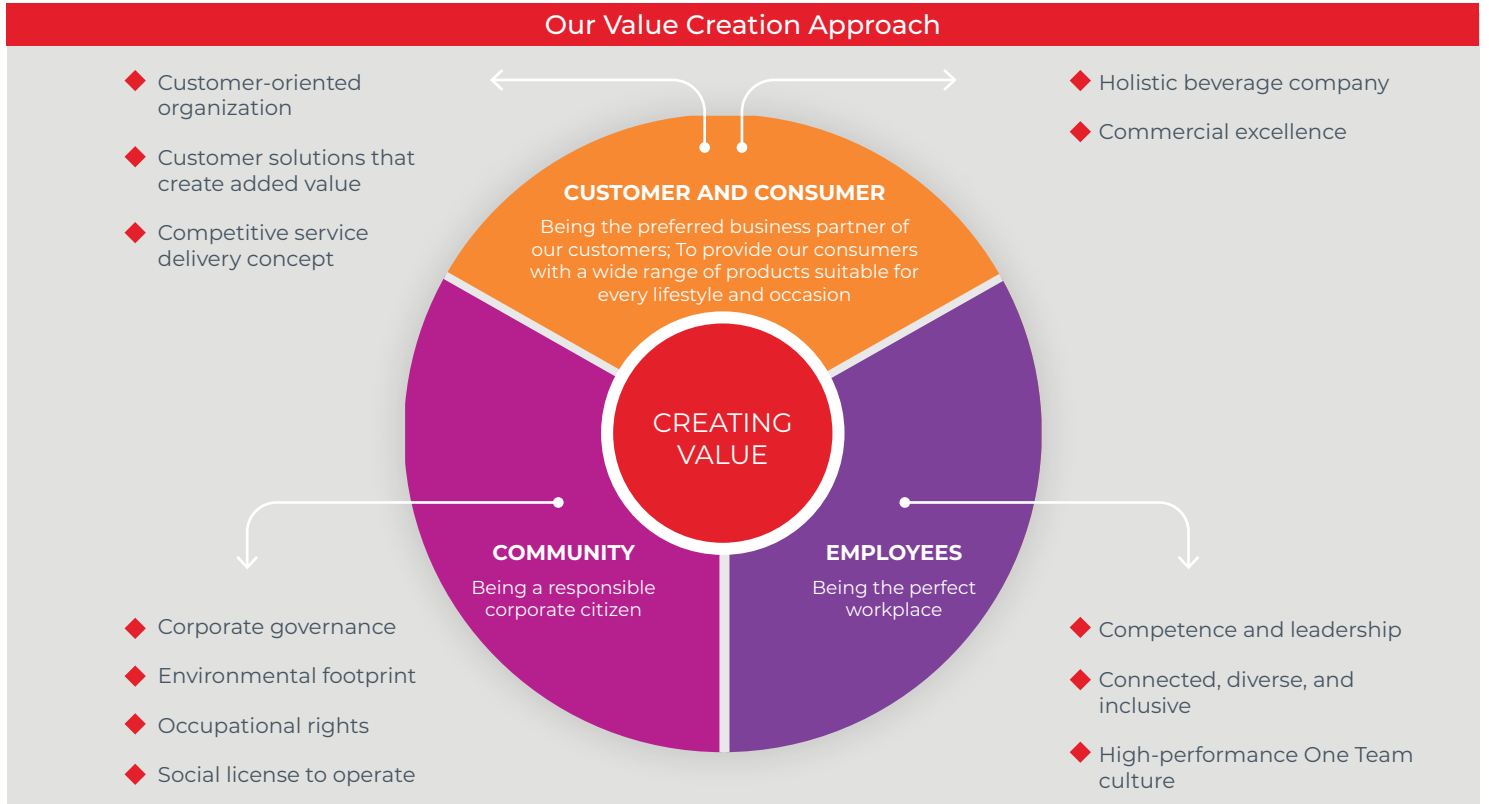 Our Value Creation Approach
Customer-oriented
organization
Customer solutions that
create added value
Competitive service
delivery concept
Holistic beverage company
Commercial excellence
CUSTOMER AND CONSUMER
Being the preferred business partner of
our customers; To provide our consumers
with a wide range of products suitable for
every lifestyle and occasion
CREATING
VALUE
COMMUNITY
Being a responsible
corporate citizen
EMPLOYEES
Being the perfect
workplace
Corporate governance
Environmental footprint
Occupational rights
Social license to operate
Competence and leadership
Connected, diverse, and
inclusive
High-performance One Team
culture